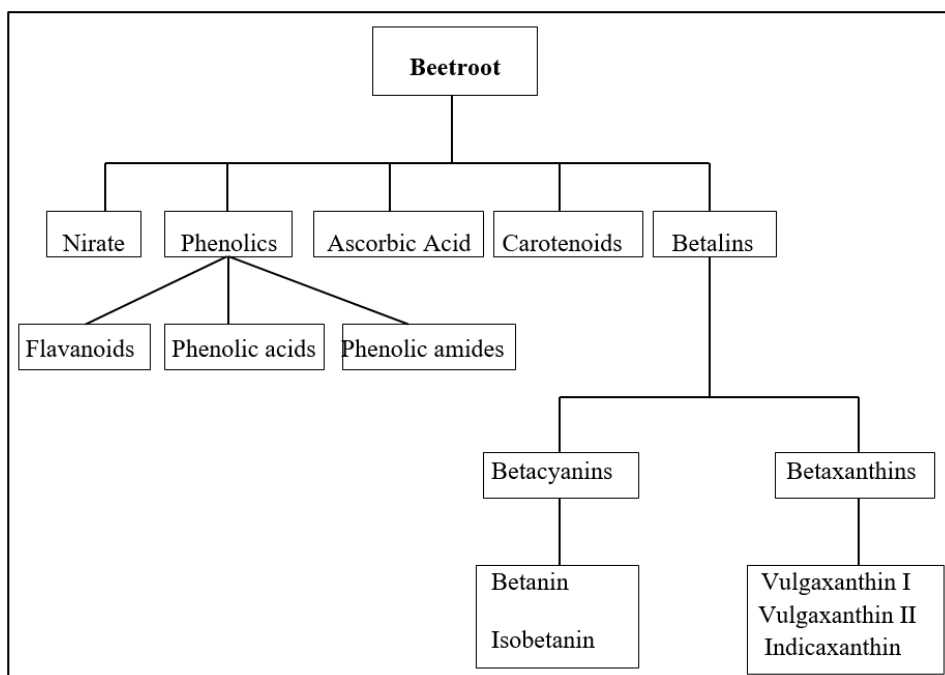 Beetroot
Nirate
Phenolics
Ascorbic Acid
Carotenoids
Betalins
Flavanoids
Phenolic acids
Phenolic amides
Betacyanins
Betaxanthins
Betanin
Isobetanin
Vulgaxanthin I
Vulgaxanthin II
Indicaxanthin